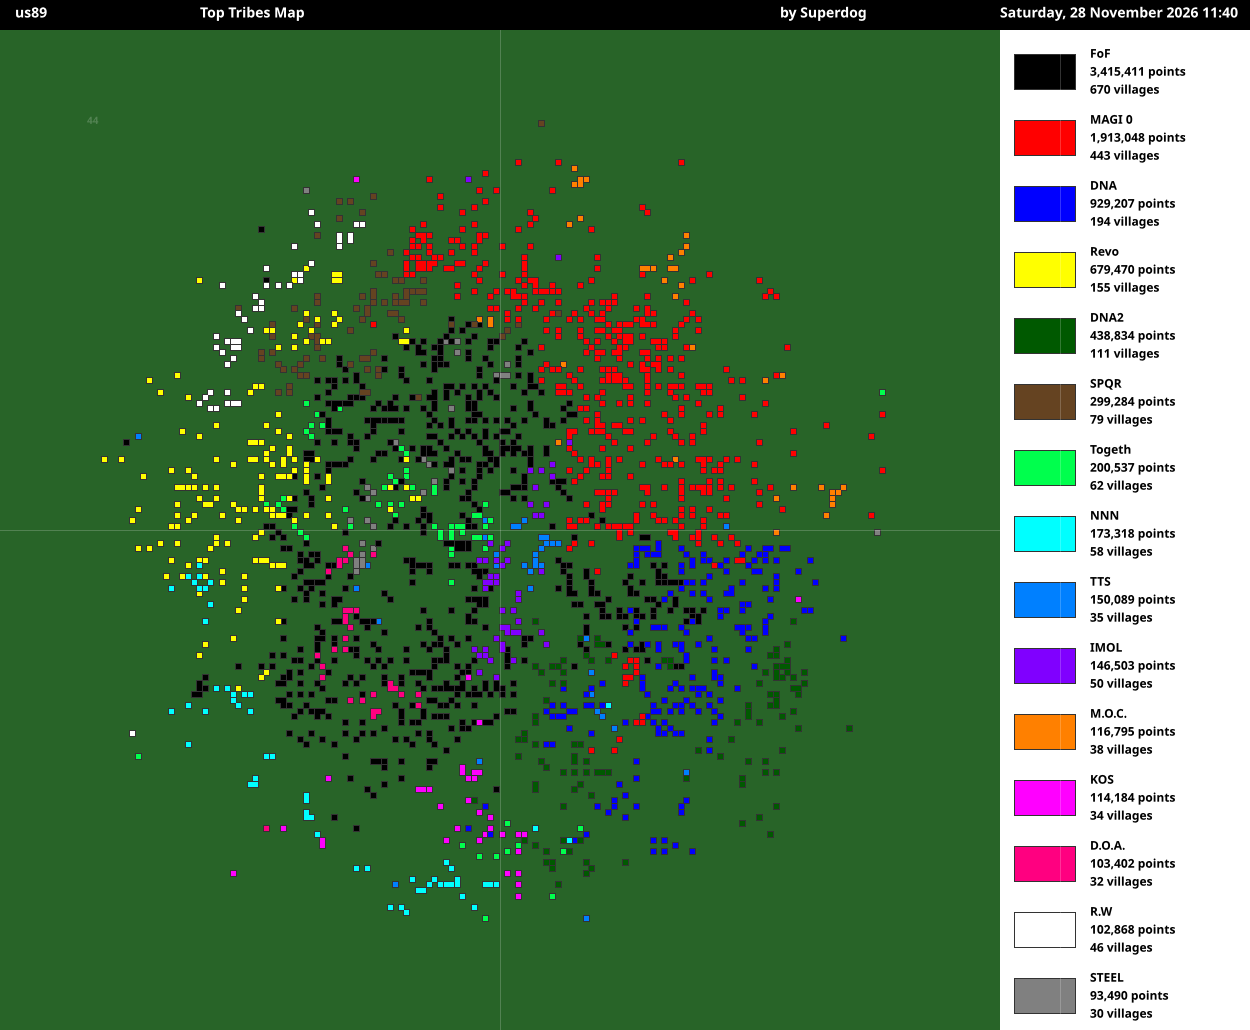 us89 Top Tribes Map by Superdog Saturday, 28 November 2026 11:40
44
FoF
3,415,411 points
670 villages
MAGI 0
1,913,048 points
443 villages
DNA
929,207 points
194 villages
Revo
679,470 points
155 villages
DNA2
438,834 points
111 villages
SPQR
299,284 points
79 villages
Togeth
200,537 points
62 villages
NNN
173,318 points
58 villages
TTS
150,089 points
35 villages
IMOL
146,503 points
50 villages
M.O.C.
116,795 points
38 villages
KOS
114,184 points
34 villages
D.O.A.
103,402 points
32 villages
R.W
102,868 points
46 villages
STEEL
93,490 points
30 villages